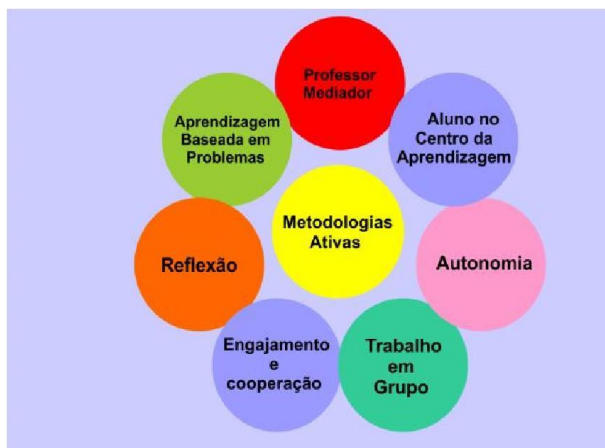 Professor
Mediador
Aluno no
Centro da
Aprendizagem
Autonomia
Trabalho
em
Grupo
Engajamento
e
cooperação
Reflexão
Aprendizagem
Baseada em
Problemas
Metodologias
Ativas